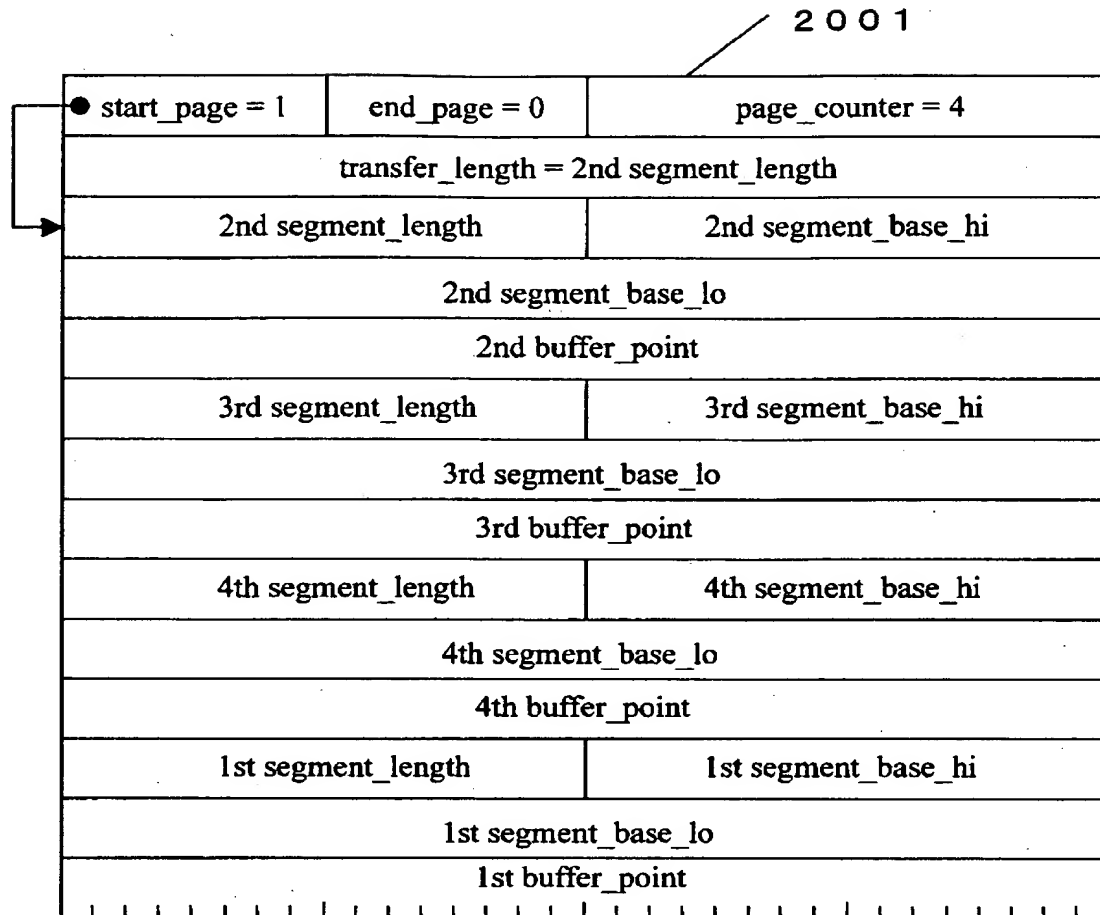 2001
start_page = 1 end_page = 0 page_counter = 4
transfer_length = 2nd segment_length
2nd segment_length 2nd segment_base_hi
2nd segment_base_lo
2nd buffer_point
3rd segment_length 3rd segment_base_hi
3rd segment_base_lo
3rd buffer_point
4th segment_length 4th segment_base_hi
4th segment_base_lo
4th buffer_point
1st segment_length 1st segment_base_hi
1st segment_base_lo
1st buffer_point